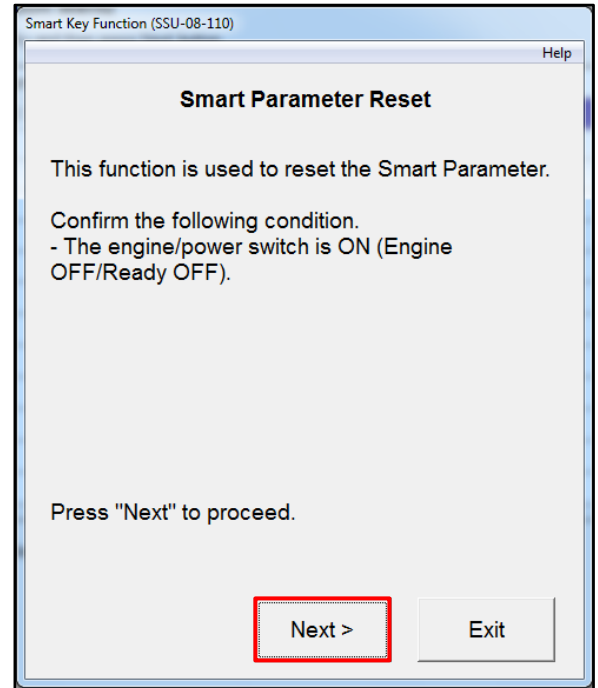 Smart Key Function (SSU-08-110)
Help
Smart Parameter Reset
This function is used to reset the Smart Parameter.
Confirm the following condition.
- The engine/power switch is ON (Engine
OFF/Ready OFF).
Press "Next" to proceed.
Next >
Exit